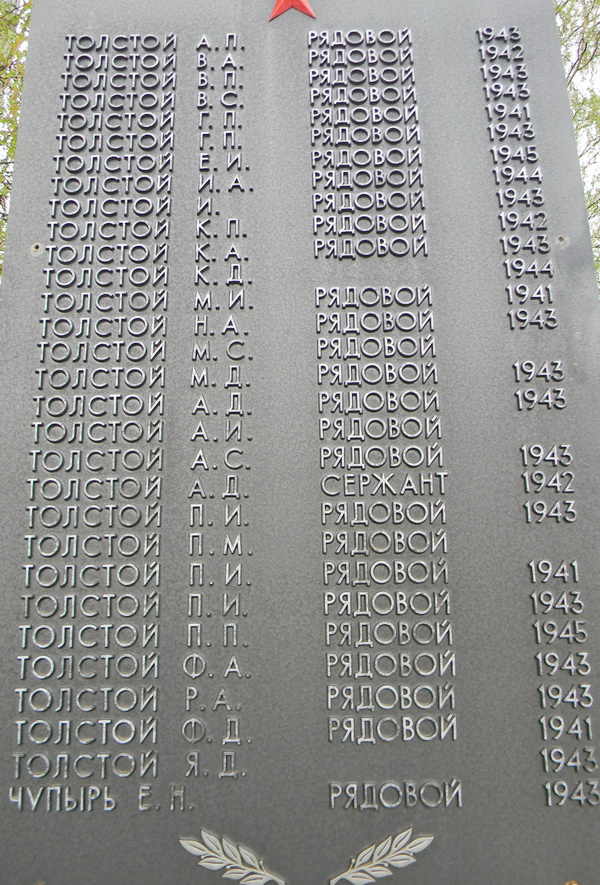 ТОЛСТОЙ А.П. РЯДОВОЙ 1943
ТОЛСТОЙ В.А. РЯДОВОЙ 1942
ТОЛСТОЙ В.П. РЯДОВОЙ 1943
ТОЛСТОЙ В.С. РЯДОВОЙ 1943
ТОЛСТОЙ Г.П. РЯДОВОЙ 1941
ТОЛСТОЙ Г.П. РЯДОВОЙ 1943
ТОЛСТОЙ Е.И. РЯДОВОЙ 1945
ТОЛСТОЙ И.А. РЯДОВОЙ 1944
ТОЛСТОЙ И. РЯДОВОЙ 1943
ТОЛСТОЙ К.П. РЯДОВОЙ 1942
ТОЛСТОЙ К.А. РЯДОВОЙ 1943
ТОЛСТОЙ К.Д. 1944
ТОЛСТОЙ М.И. РЯДОВОЙ 1941
ТОЛСТОЙ Н.А. РЯДОВОЙ 1943
ТОЛСТОЙ М.С. РЯДОВОЙ
ТОЛСТОЙ М.Д. РЯДОВОЙ 1943
ТОЛСТОЙ А.Д. РЯДОВОЙ 1943
ТОЛСТОЙ А.И. РЯДОВОЙ
ТОЛСТОЙ А.С. РЯДОВОЙ 1943
ТОЛСТОЙ А.Д. СЕРЖАНТ 1942
ТОЛСТОЙ П.И. РЯДОВОЙ 1943
ТОЛСТОЙ П.М. РЯДОВОЙ
ТОЛСТОЙ П.И. РЯДОВОЙ 1941
ТОЛСТОЙ П.И. РЯДОВОЙ 1943
ТОЛСТОЙ П.П. РЯДОВОЙ 1945
ТОЛСТОЙ Ф.А. РЯДОВОЙ 1943
ТОЛСТОЙ Р.А. РЯДОВОЙ 1943
ТОЛСТОЙ Ф.Д. РЯДОВОЙ 1941
ТОЛСТОЙ Я.Д. 1943
ЧУПЫРЬ Е.Н. РЯДОВОЙ 1943